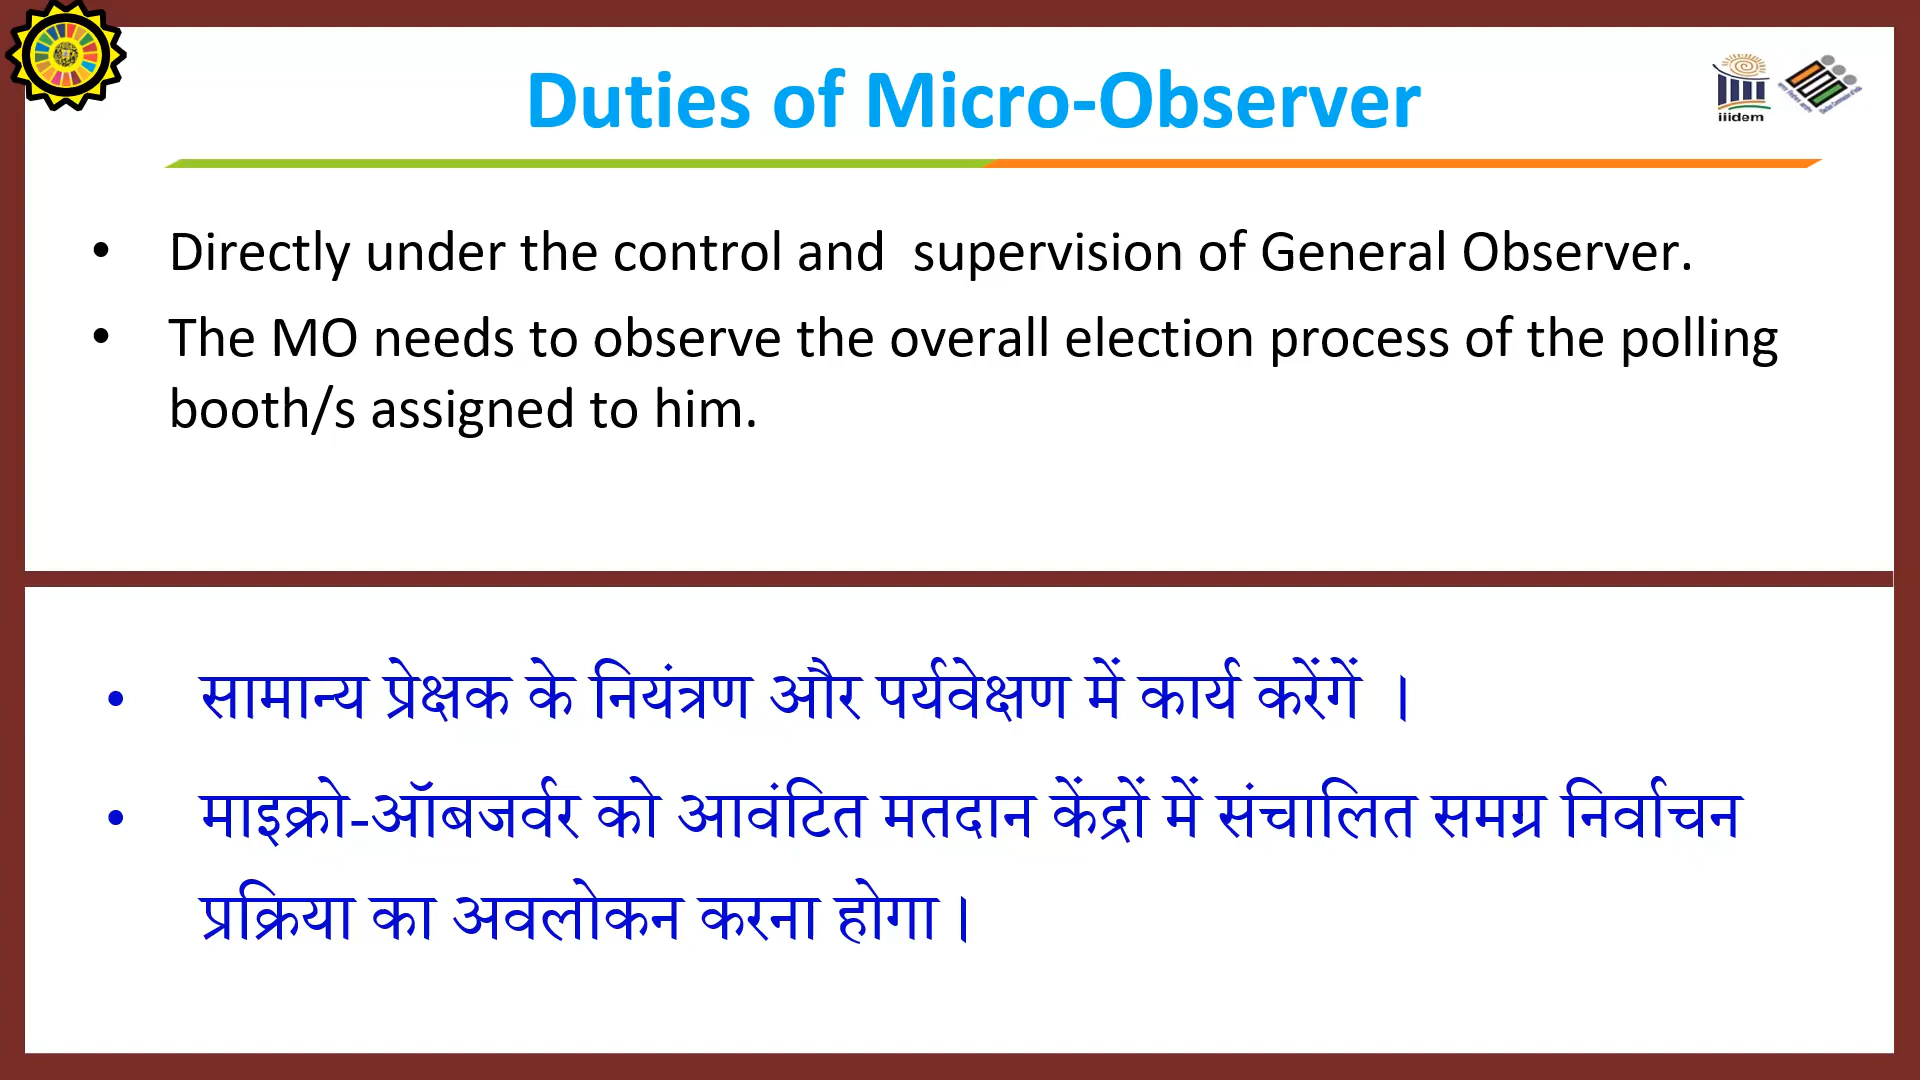 Duties of Micro-Observer
iiidem
• Directly under the control and  supervision of General Observer.
• The MO needs to observe the overall election process of the polling
booth/s assigned to him.
• सामान्य प्रेक्षक के नियंत्रण और पर्यवेक्षण में कार्य करेंगें ।
• माइक्रो-ऑबजर्वर को आवंटित मतदान केंद्रों में संचालित समग्र निर्वाचन
प्रक्रिया का अवलोकन करना होगा।